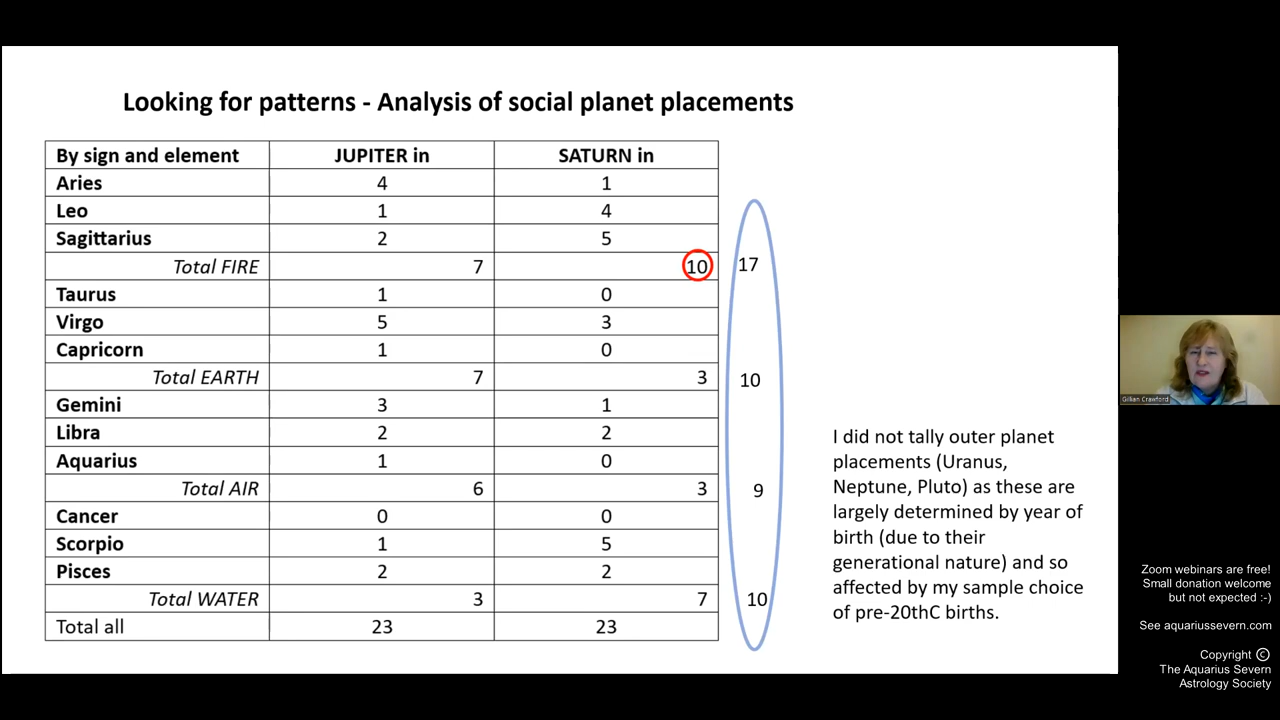 Looking for patterns - Analysis of social planet placements
By sign and element JUPITER in SATURN in
Aries 4 1
Leo 1 4
Sagittarius 2 5
Total FIRE 7 10 17
Taurus 1 0
Virgo 5 3
Capricorn 1 0
Total EARTH 7 3 10
Gemini 3 1
Libra 2 2
Aquarius 1 0
Total AIR 6 3 9
Cancer 0 0
Scorpio 1 5
Pisces 2 2
Total WATER 3 7 10
Total all 23 23
I did not tally outer planet
placements (Uranus,
Neptune, Pluto) as these are
largely determined by year of
birth (due to their
generational nature) and so
affected by my sample choice
of pre-20thC births.
Gillian Crawford
Zoom webinars are free!
Small donation welcome
but not expected :-)
See aquariussevern.com
Copyright ©
The Aquarius Severn
Astrology Society